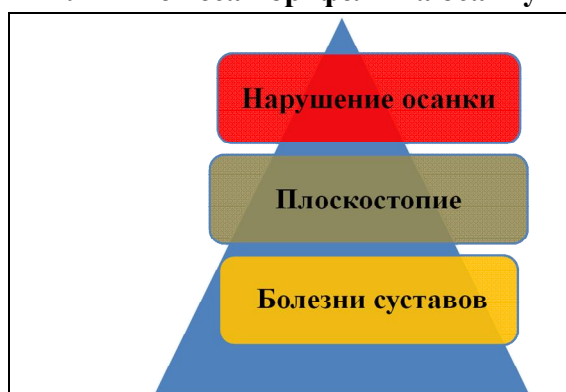 Нарушение осанки
Плоскостопие
Болезни суставов